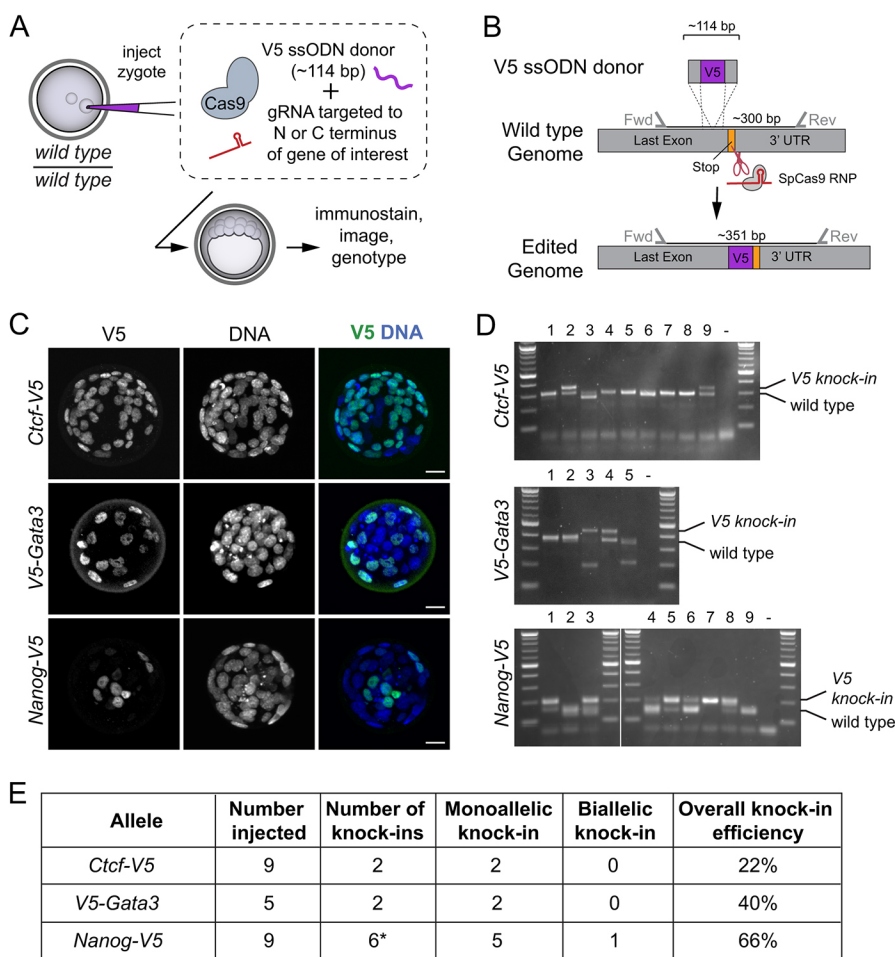 A
inject
zygote
wild type
wild type
Cas9
V5 ssODN donor
(~114 bp)
+
gRNA targeted to
N or C terminus
of gene of interest
immunostain,
image,
genotype
B
~114 bp
V5 ssODN donor
V5
Fwd
~300 bp
Rev
Wild type
Genome
Last Exon
3' UTR
Stop
SpCas9 RNP
~351 bp
Fwd
Rev
Edited
Genome
Last Exon
V5
3' UTR
C
V5
DNA
V5 DNA
Ctcf-V5
V5-Gata3
Nanog-V5
D
1 2 3 4 5 6 7 8 9 -
Ctcf-V5
V5 knock-in
wild type
1 2 3 4 5 -
V5-Gata3
V5 knock-in
wild type
1 2 3 4 5 6 7 8 9 -
Nanog-V5
V5
knock-in
wild type
E
Allele
Number
injected
Number of
knock-ins
Monoallelic
knock-in
Biallelic
knock-in
Overall knock-in
efficiency
Ctcf-V5 9 2 2 0 22%
V5-Gata3 5 2 2 0 40%
Nanog-V5 9 6* 5 1 66%